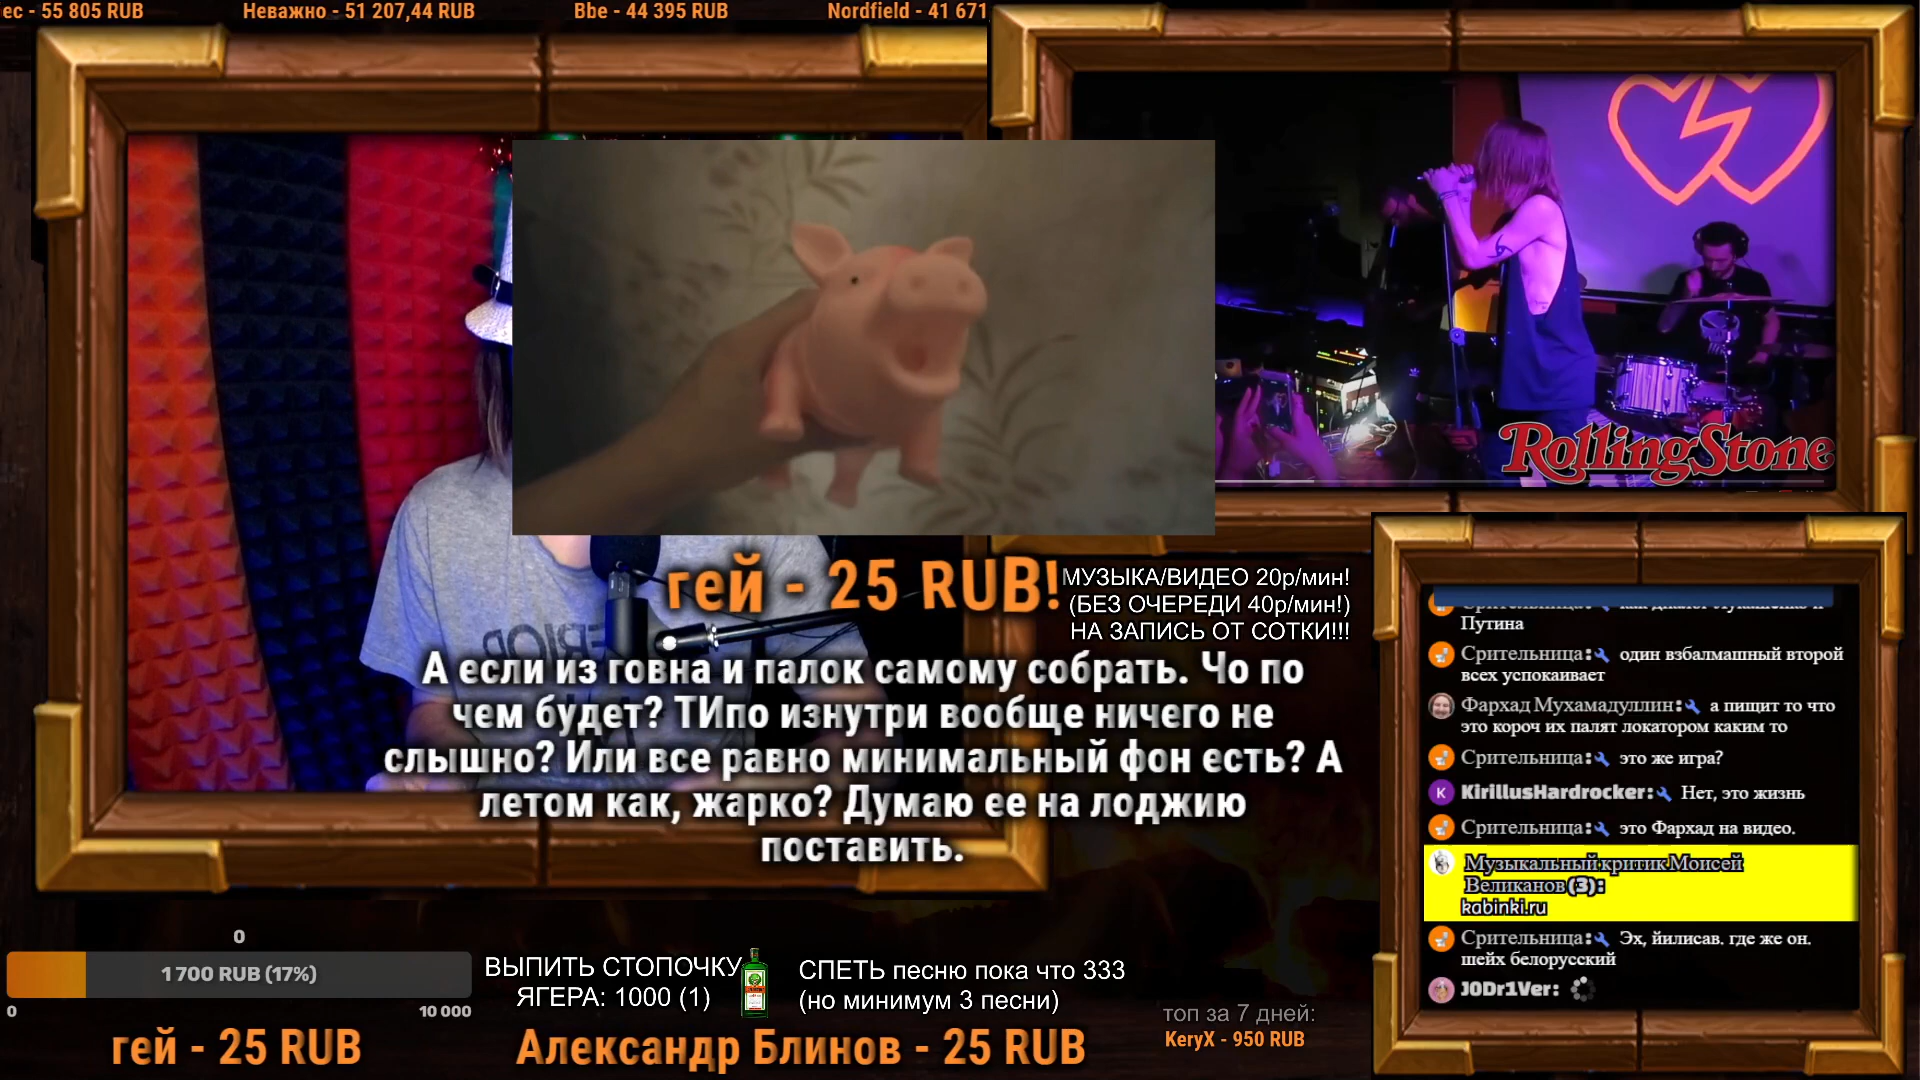 ес - 55 805 RUB
Неважно - 51 207,44 RUB
Bbe - 44 395 RUB
Nordfield - 41 671
RollingStone
гей - 25 RUB!
МУЗЫКА/ВИДЕО 20р/мин!
(БЕЗ ОЧЕРЕДИ 40р/мин!)
НА ЗАПИСЬ ОТ СОТКИ!!!
А если из говна и палок самому собрать. Чо по
чем будет? ТИпо изнутри вообще ничего не
слышно? Или все равно минимальный фон есть? А
летом как, жарко? Думаю ее на лоджию
поставить.
Путина
Срительница: один взбалмашный второй
всех успокаивает
Фархад Мухамадуллин: а пищит то что
это короч их палят локатором каким то
Срительница: это же игра?
KirillusHardrocker: Нет, это жизнь
Срительница: это Фархад на видео.
Музыкальный критик Моисей
Великанов (3):
kabinki.ru
Срительница: Эх, йилисав. где же он.
шейх белорусский
J0Dr1Ver:
0
1 700 RUB (17%)
0
10 000
ВЫПИТЬ СТОПОЧКУ
ЯГЕРА: 1000 (1)
СПЕТЬ песню пока что 333
(но минимум 3 песни)
топ за 7 дней:
KeryX - 950 RUB
гей - 25 RUB
Александр Блинов - 25 RUB